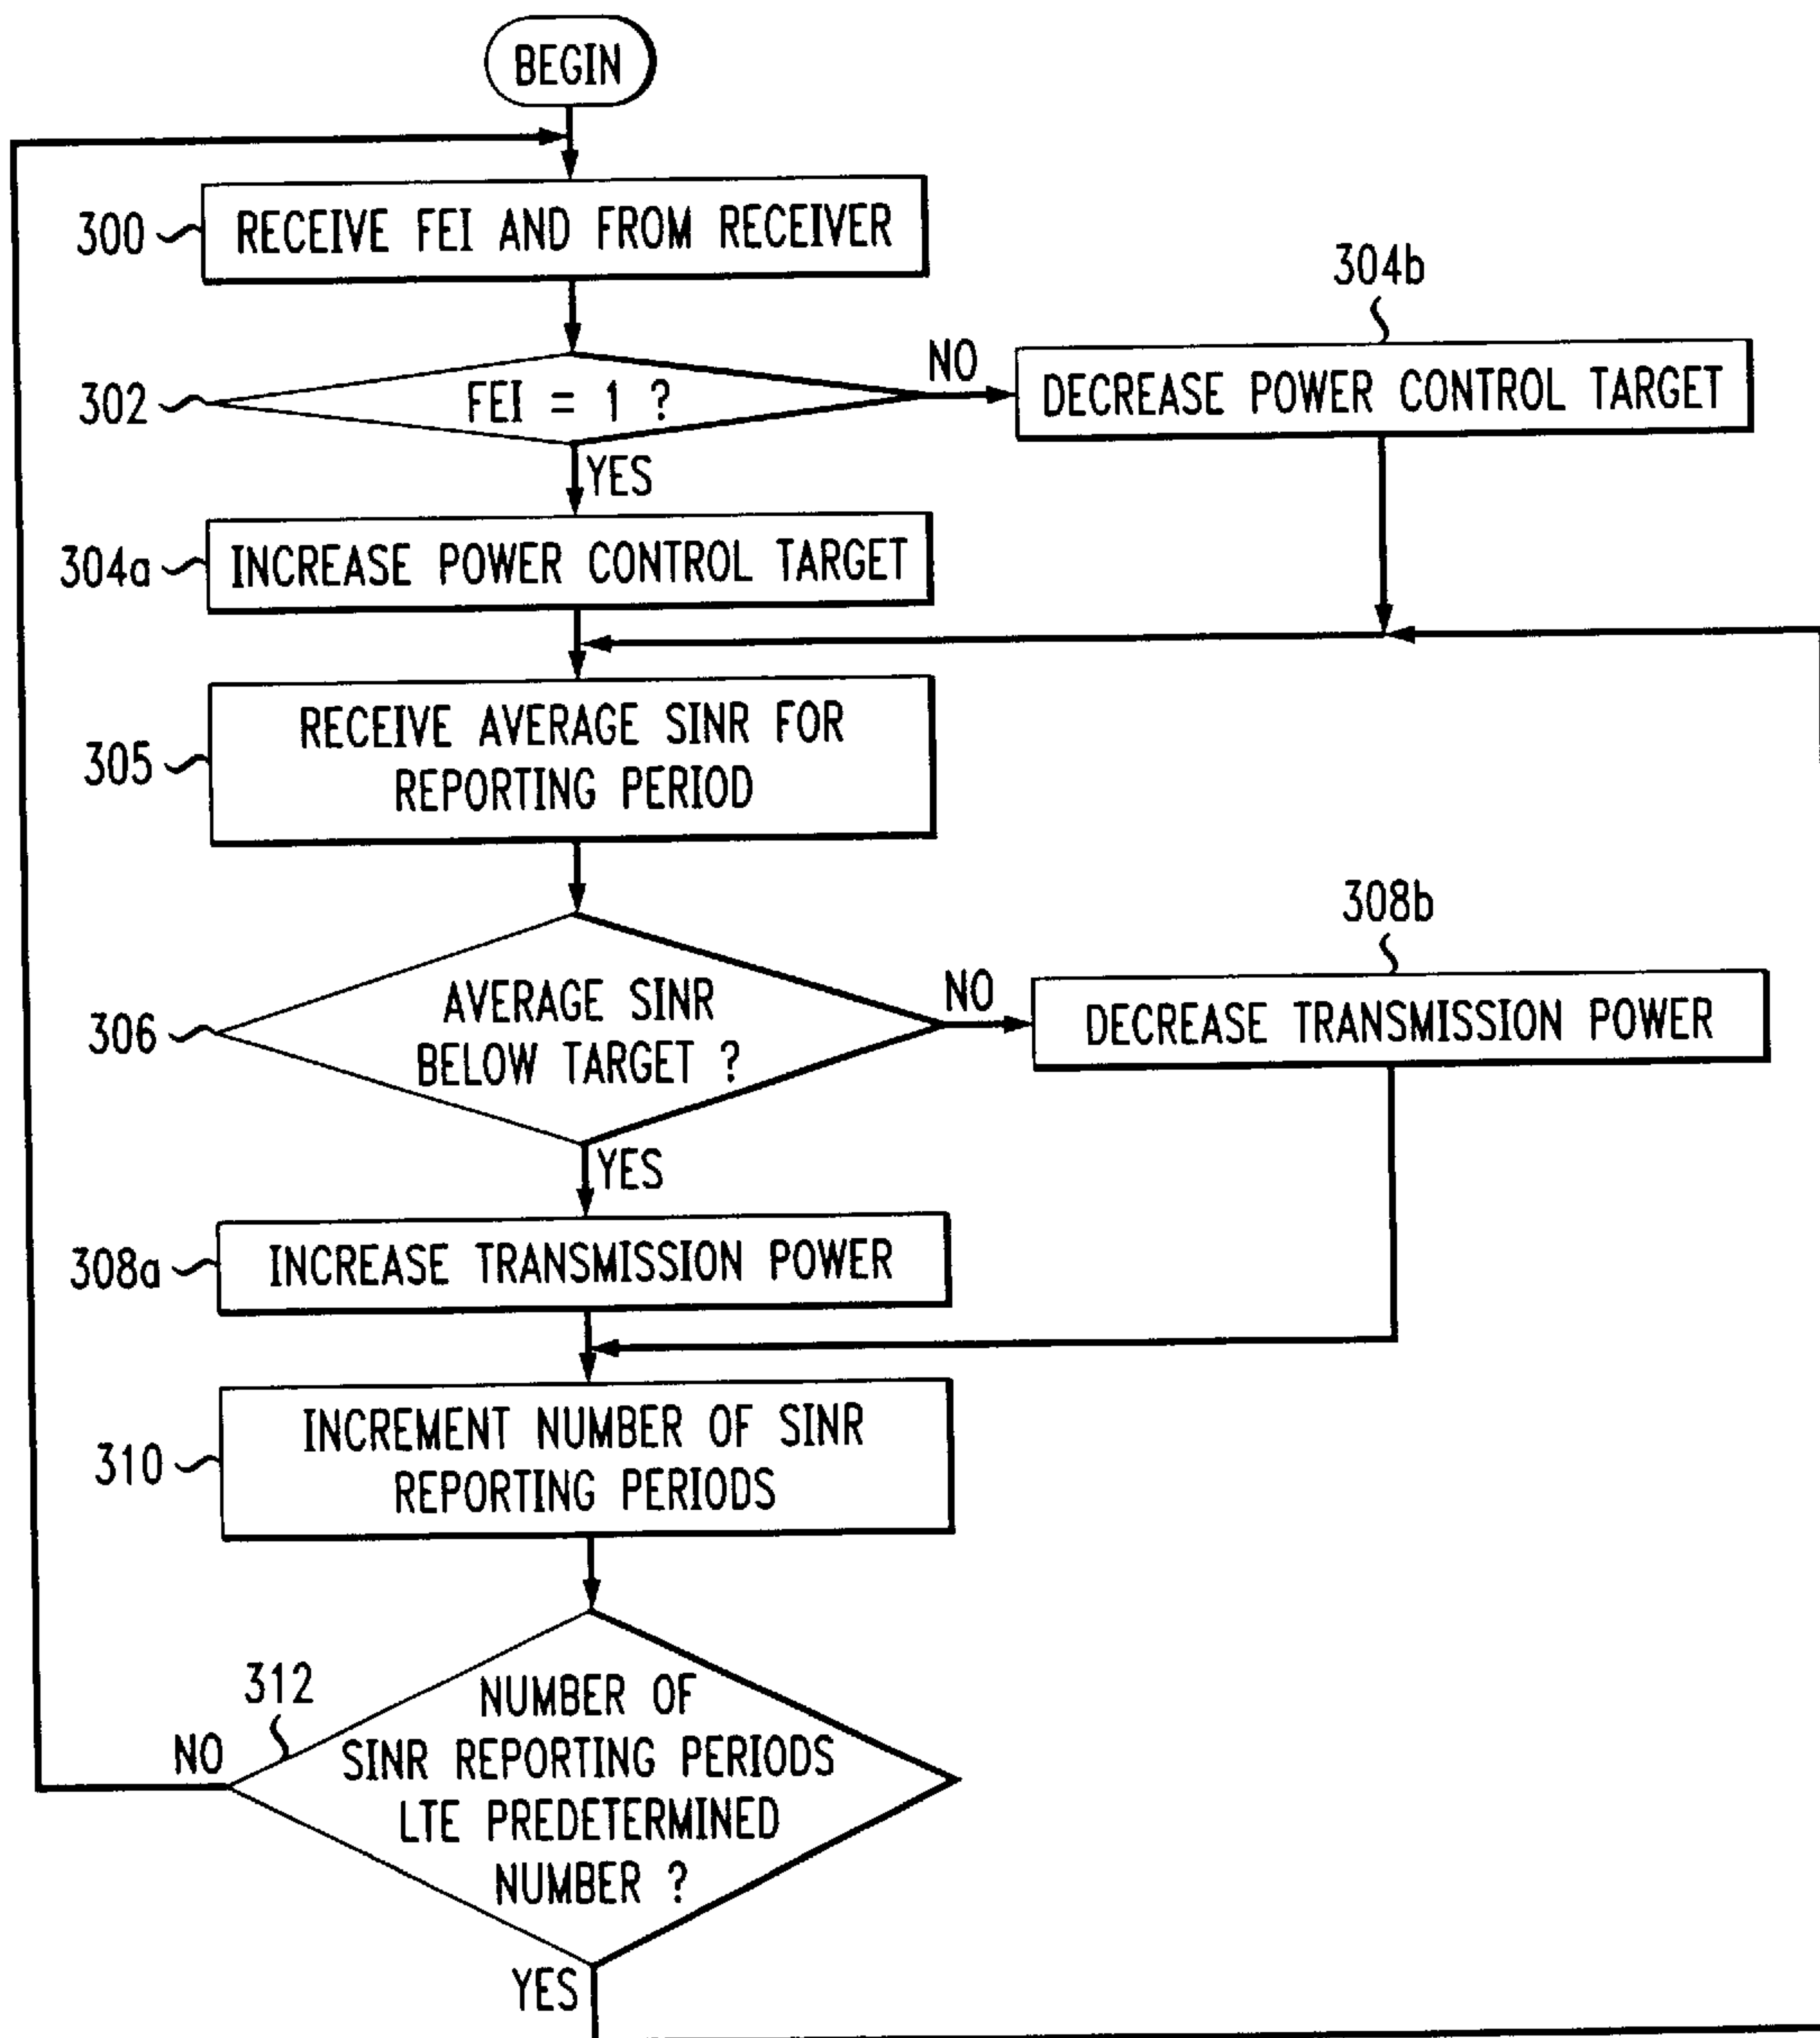 BEGIN
300
RECEIVE FEI AND FROM RECEIVER
304b
302
FEI = 1 ?
NO
DECREASE POWER CONTROL TARGET
YES
304a
INCREASE POWER CONTROL TARGET
305
RECEIVE AVERAGE SINR FOR
REPORTING PERIOD
308b
306
AVERAGE SINR
BELOW TARGET ?
NO
DECREASE TRANSMISSION POWER
YES
308a
INCREASE TRANSMISSION POWER
310
INCREMENT NUMBER OF SINR
REPORTING PERIODS
312
NO
NUMBER OF
SINR REPORTING PERIODS
LTE PREDETERMINED
NUMBER ?
YES